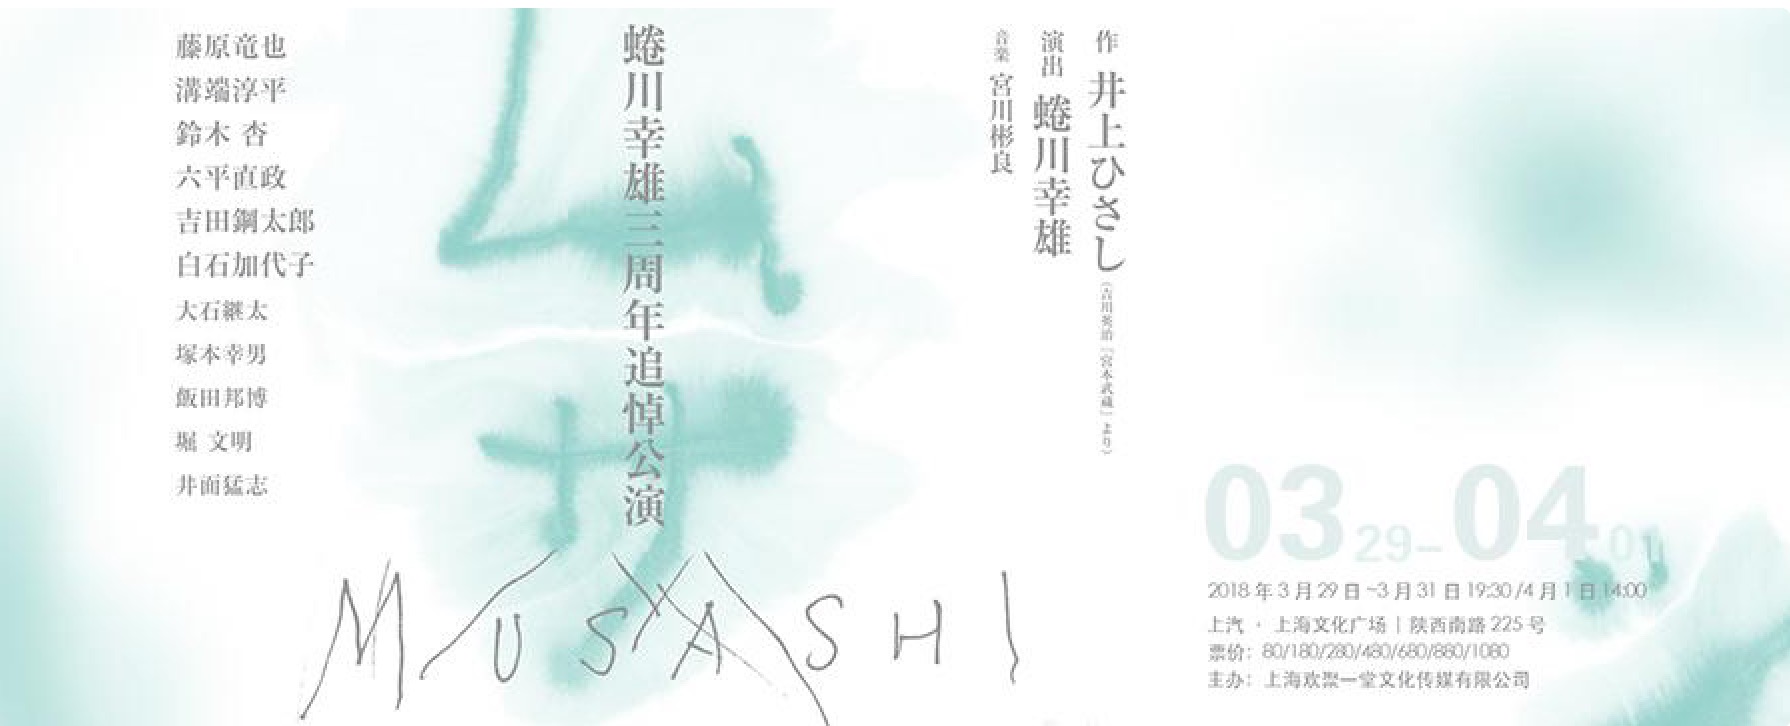 藤原竜也
溝端淳平
鈴木 杏
六平直政
吉田鋼太郎
白石加代子
大石継太
塚本幸男
飯田邦博
堀 文明
井面猛志
蜷川幸雄三周年追悼公演
ムサ
MUSASHI
作 井上ひさし（吉川英治「宮本武蔵」より）
演出 蜷川幸雄
音楽 宮川彬良
03 29– 04 01
2018 年 3 月 29 日 ~3 月 31 日 19:30 /4 月 1 日 14:00
上汽 · 上海文化广场 | 陕西南路 225 号
票价： 80/180/280/480/680/880/1080
主办： 上海欢聚一堂文化传媒有限公司